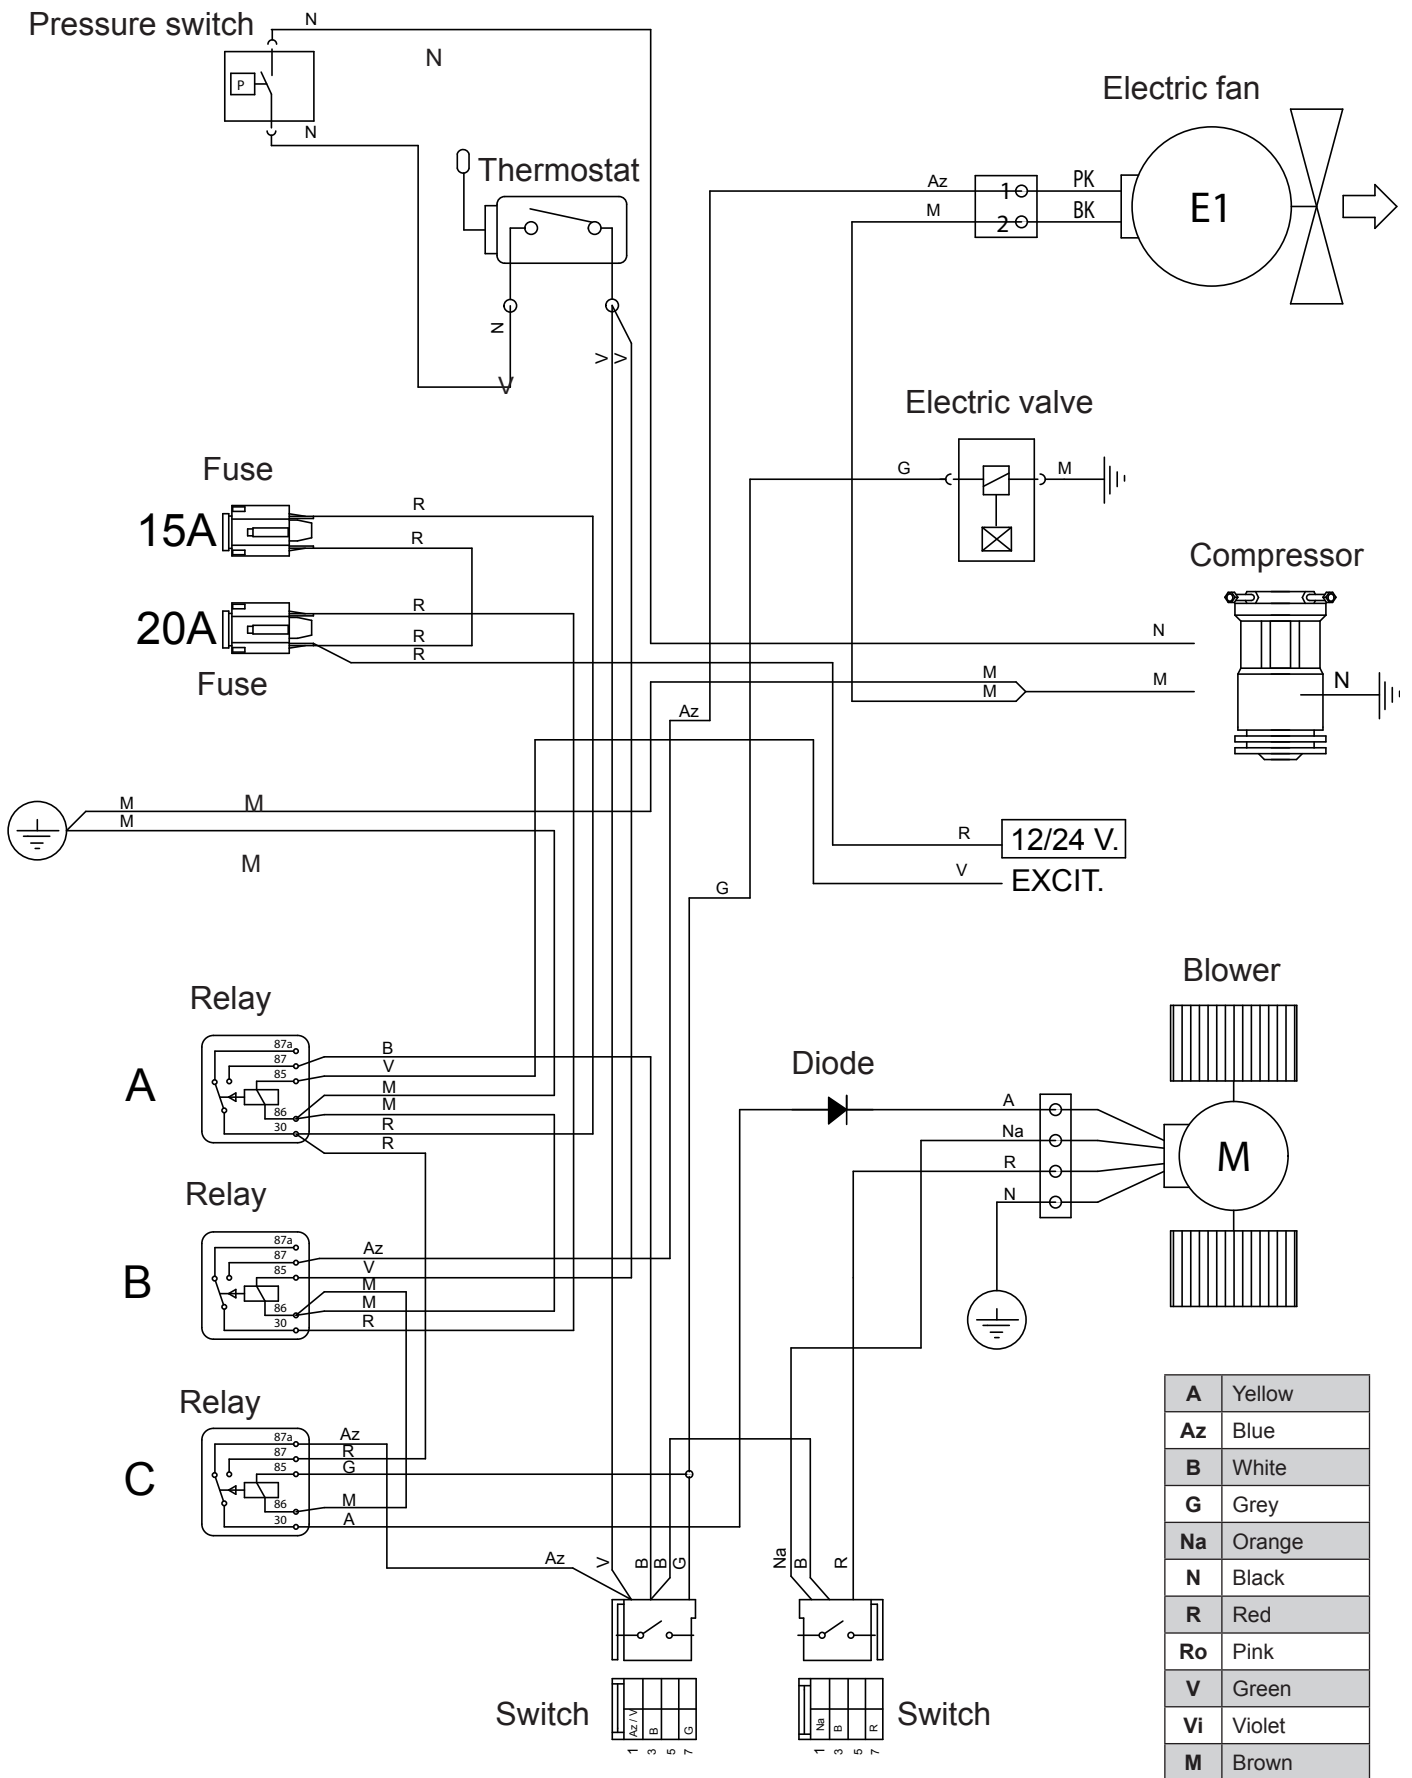 Pressure switch
N
N
P
N
Thermostat
N
V
V
V
Electric fan
Az
1
PK
M
2
BK
E1
Electric valve
G
M
Fuse
15A
R
R
20A
R
R
R
Fuse
Compressor
N
M
M
M
N
Az
M
M
M
M
R
12/24 V.
V
EXCIT.
G
Relay
A
87a
87
85
86
30
B
V
M
M
R
R
Diode
Blower
A
Na
R
N
M
Relay
B
87a
87
85
86
30
Az
V
M
M
R
Relay
C
87a
87
85
86
30
Az
R
G
M
A
Az
V
B
B
G
Na
B
R
Switch
Az / V
B
G
1
3
5
7
Switch
Na
B
R
1
3
5
7
A Yellow
Az Blue
B White
G Grey
Na Orange
N Black
R Red
Ro Pink
V Green
Vi Violet
M Brown